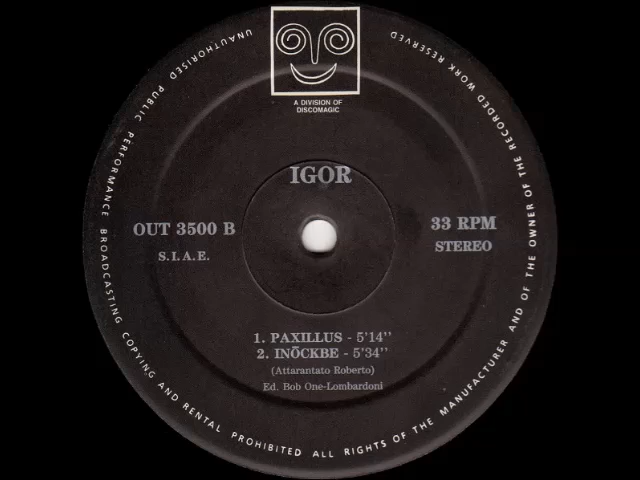 A DIVISION OF
DISCOMAGIC
IGOR
OUT 3500 B
S.I.A.E.
33 RPM
STEREO
1. PAXILLUS - 5'14''
2. INŌCKBE - 5'34''
(Attarantato Roberto)
Ed. Bob One-Lombardoni
UNAUTHORISED PUBLIC PERFORMANCE BROADCASTING COPYING AND RENTAL PROHIBITED ALL RIGHTS OF THE MANUFACTURER AND OF THE OWNER OF THE RECORDED WORK RESERVED